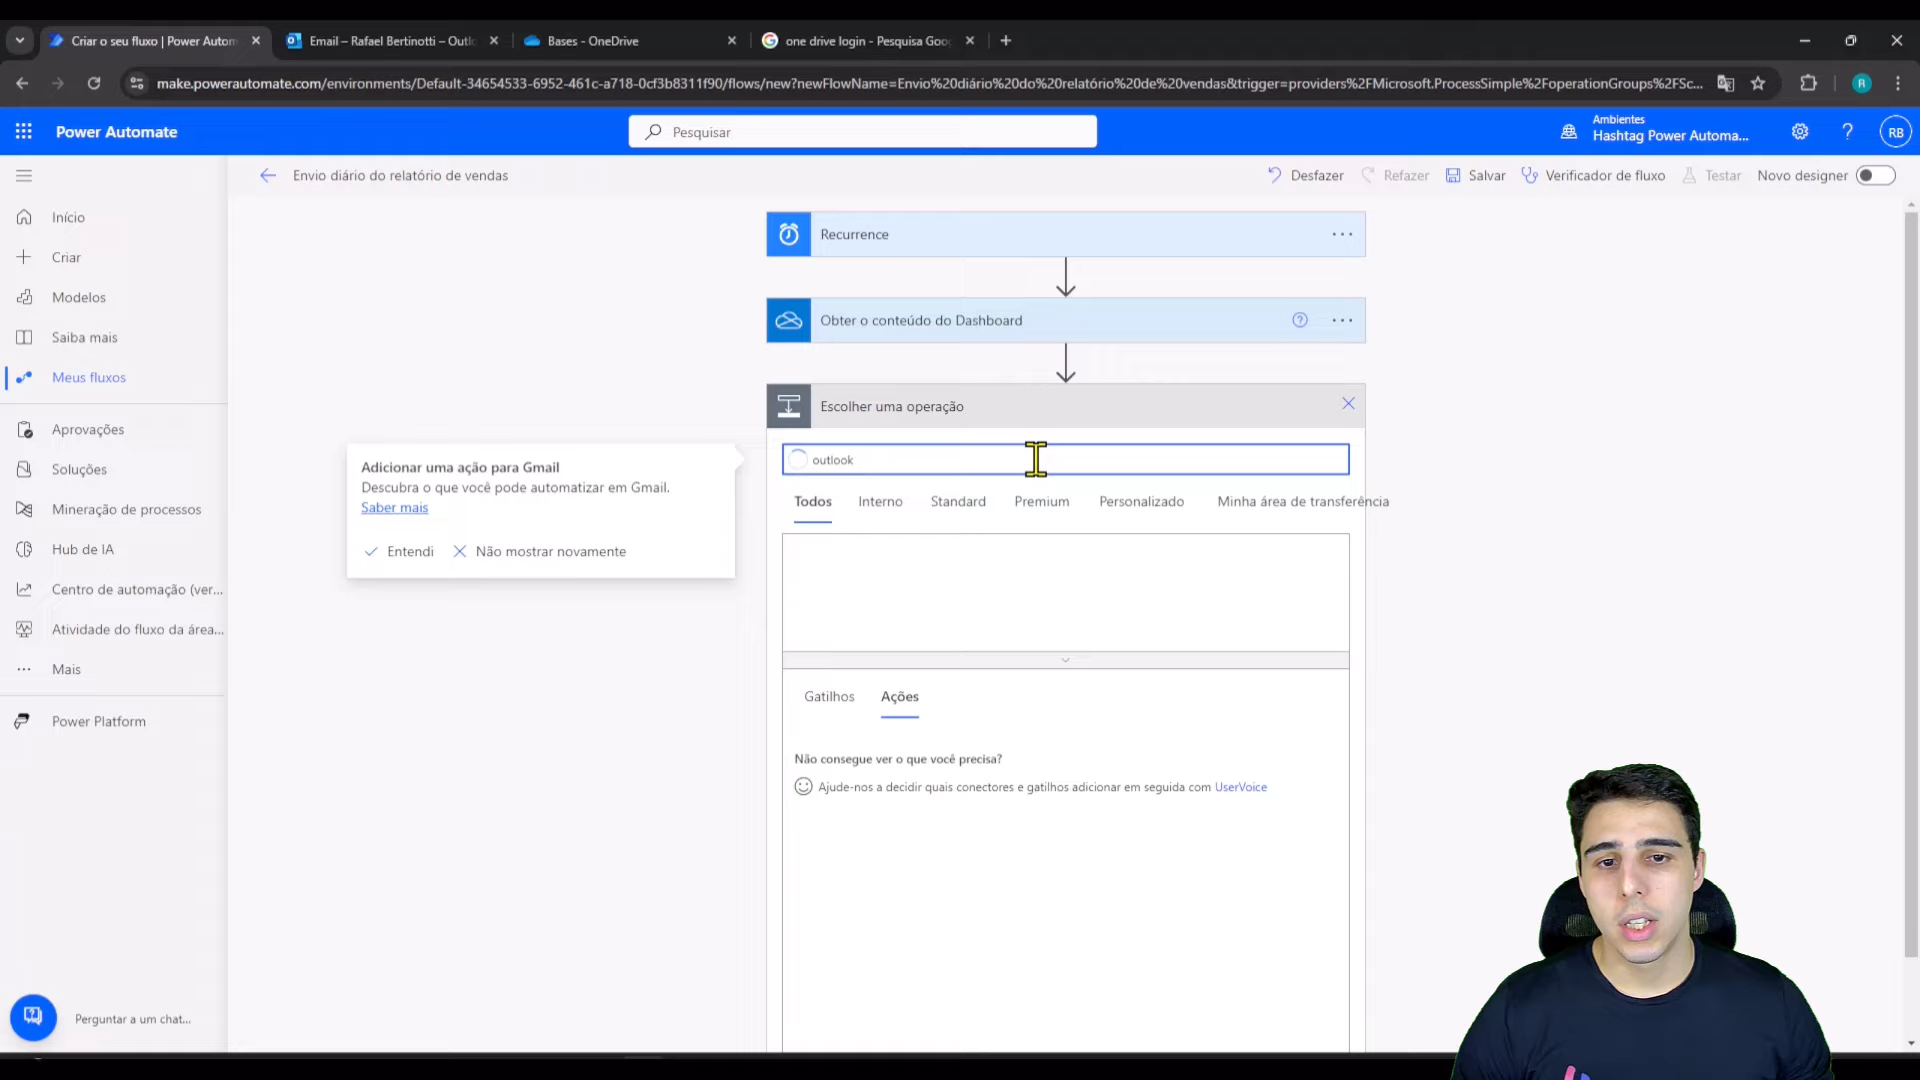 Criar o seu fluxo | Power Autom
Email – Rafael Bertinotti – Outlo
Bases - OneDrive
one drive login - Pesquisa Goo
make.powerautomate.com/environments/Default-34654533-6952-461c-a718-0cf3b8311f90/flows/new?newFlowName=Envio%20diário%20do%20relatório%20de%20vendas&trigger=providers%2FMicrosoft.ProcessSimple%2FoperationGroups%2FSc...
R
Power Automate
Pesquisar
Ambientes
Hashtag Power Automa...
RB
Envio diário do relatório de vendas
Desfazer
Refazer
Salvar
Verificador de fluxo
Testar
Novo designer
Início
Criar
Modelos
Saiba mais
Meus fluxos
Aprovações
Soluções
Mineração de processos
Hub de IA
Centro de automação (ver...
Atividade do fluxo da área...
Mais
Power Platform
Perguntar a um chat...
Recurrence
Obter o conteúdo do Dashboard
Escolher uma operação
outlook
Todos
Interno
Standard
Premium
Personalizado
Minha área de transferência
Adicionar uma ação para Gmail
Descubra o que você pode automatizar em Gmail.
Saber mais
Entendi
Não mostrar novamente
Gatilhos
Ações
Não consegue ver o que você precisa?
Ajude-nos a decidir quais conectores e gatilhos adicionar em seguida com UserVoice